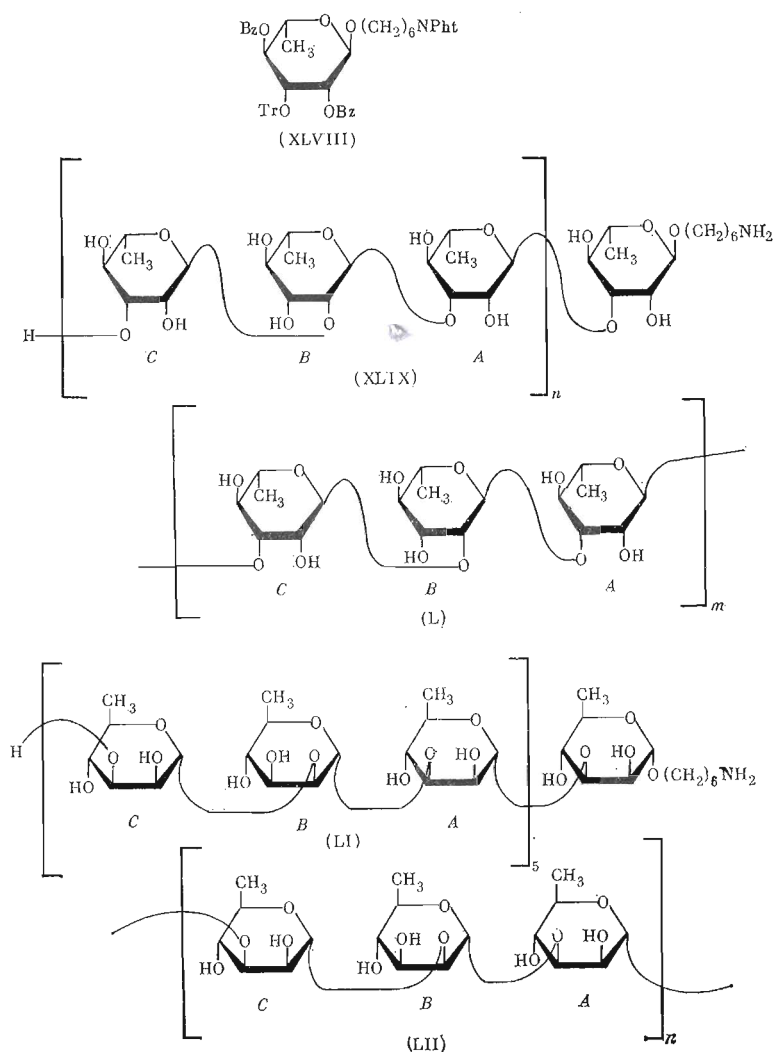 BzO O O(CH2)6NPht
CH3
TrO OBz
(XLVIII)
HO O HO O HO O HO O O(CH2)6NH2
CH3 CH3 CH3 CH3
H O OH HO O O OH O OH
C B A
(XLIX) n
HO O HO O HO O
CH3 CH3 CH3
O OH HO O O OH
C B A m
(L)
CH3 CH3 CH3 CH3
H O O O O
O HO OH O O HO O HO
HO HO HO HO O(CH2)6NH2
C B A
(LI) 5
CH3 CH3 CH3
O O O
O HO HO O O HO
HO HO HO
C B A n
(LII)